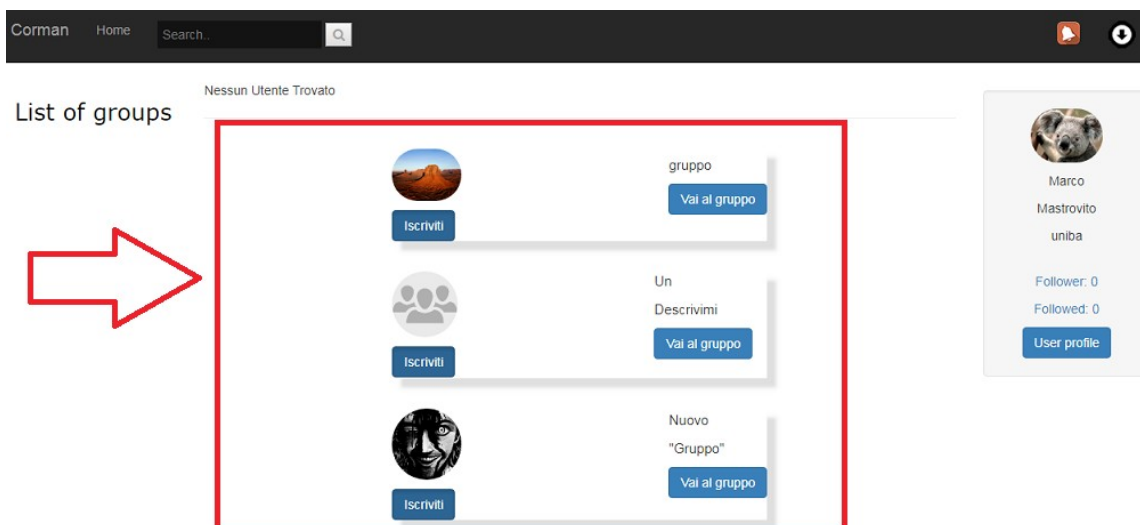 Corman Home Search..
Nessun Utente Trovato
List of groups
gruppo
Vai al gruppo
Iscriviti
Un
Descrivimi
Vai al gruppo
Iscriviti
Nuovo
"Gruppo"
Vai al gruppo
Iscriviti
Marco
Mastrovito
uniba
Follower: 0
Followed: 0
User profile